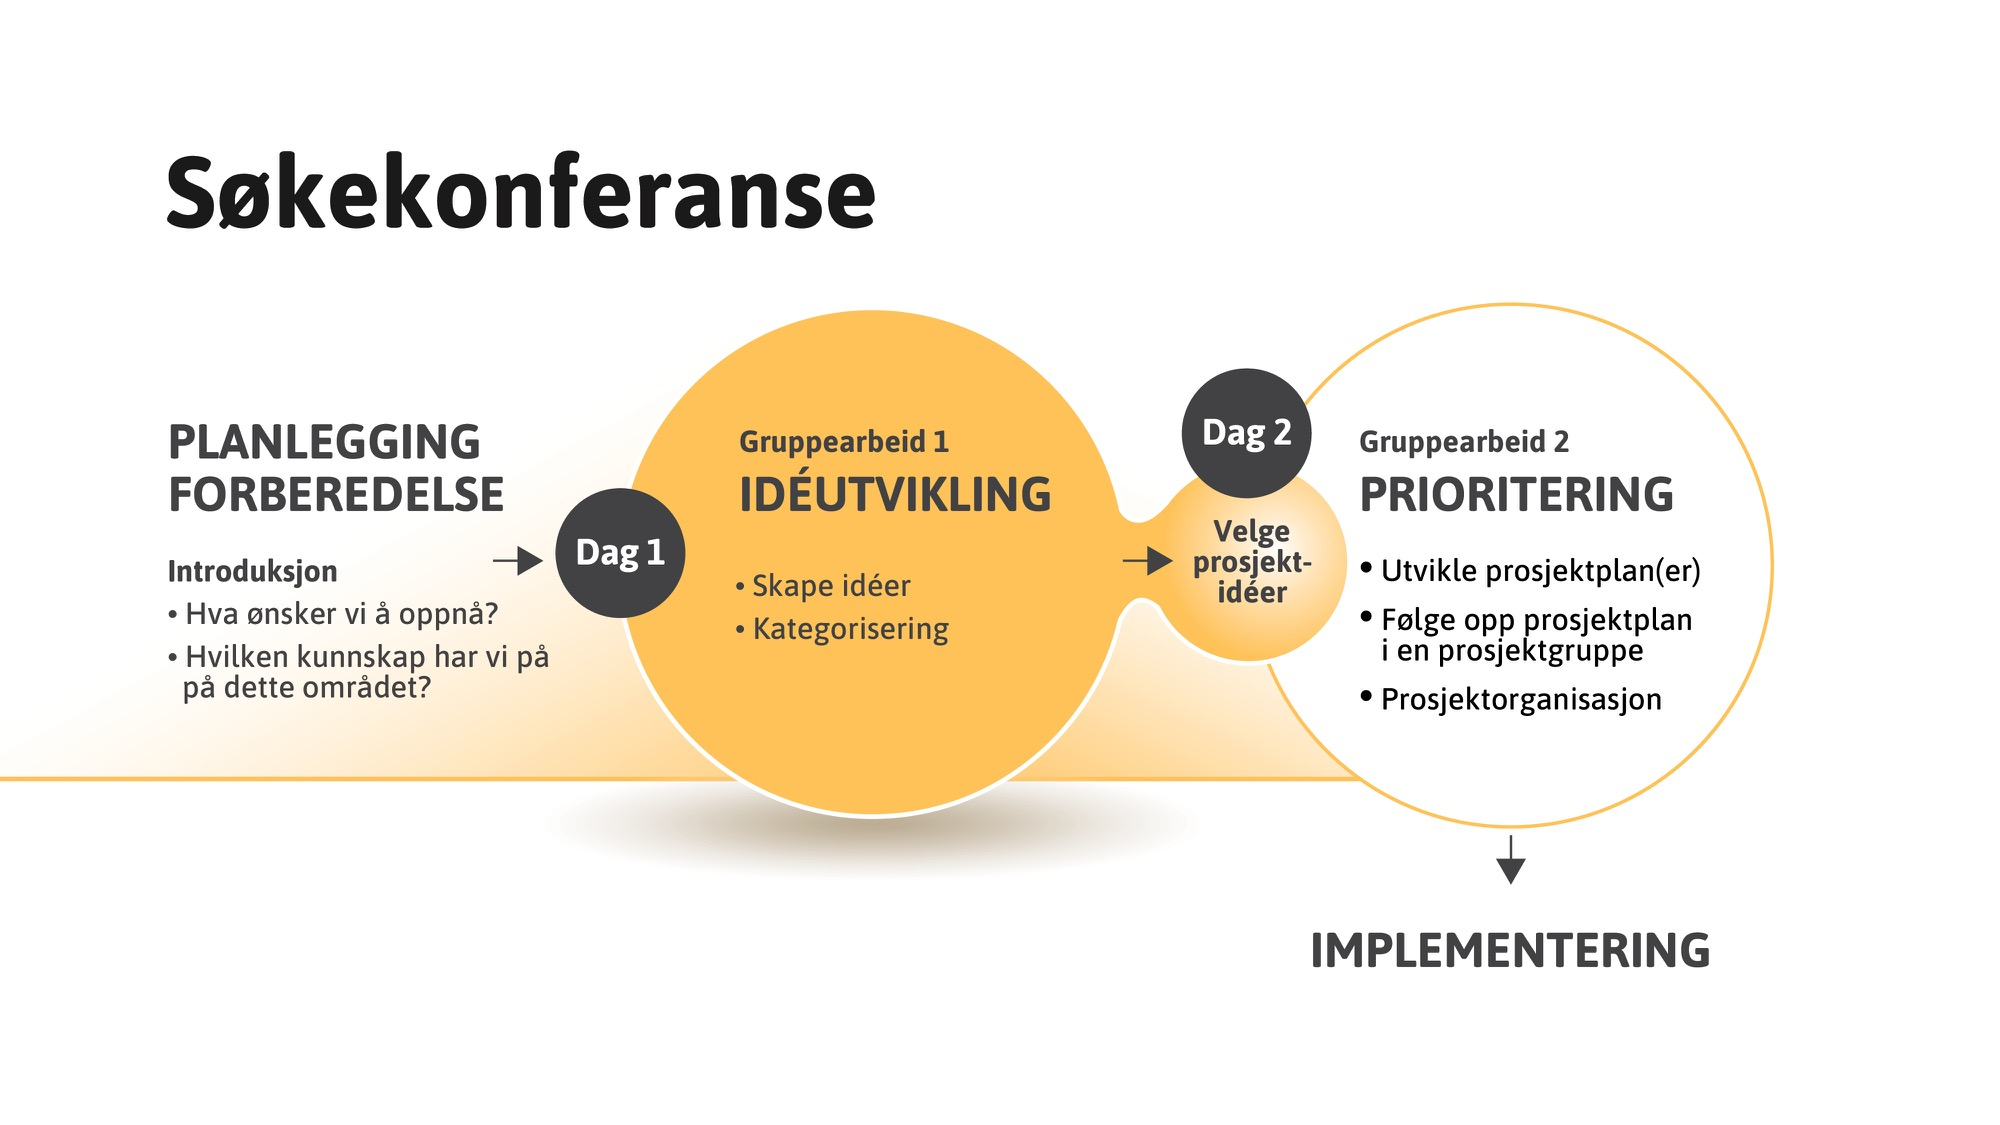 Søkekonferanse
PLANLEGGING
FORBEREDELSE
Introduksjon
• Hva ønsker vi å oppnå?
• Hvilken kunnskap har vi på
på dette området?
Dag 1
Gruppearbeid 1
IDÉUTVIKLING
• Skape idéer
• Kategorisering
Dag 2
Velge
prosjekt-
idéer
Gruppearbeid 2
PRIORITERING
• Utvikle prosjektplan(er)
• Følge opp prosjektplan
i en prosjektgruppe
• Prosjektorganisasjon
IMPLEMENTERING